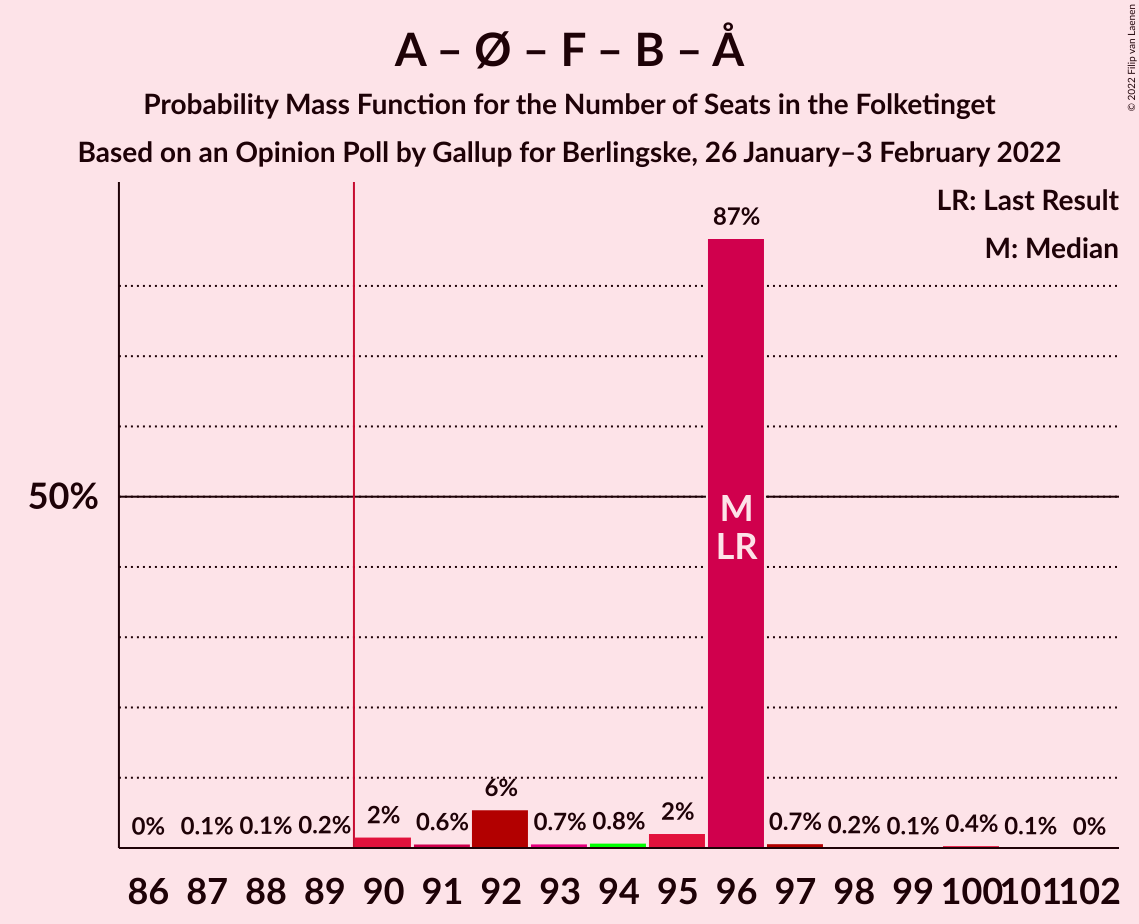 A – Ø – F – B – Å
Probability Mass Function for the Number of Seats in the Folketinget
Based on an Opinion Poll by Gallup for Berlingske, 26 January–3 February 2022
© 2022 Filip van Laenen
LR: Last Result
M: Median
87%
50%
M
LR
0% 0.1% 0.1% 0.2% 2% 0.6% 6% 0.7% 0.8% 2% 0.7% 0.2% 0.1% 0.4% 0.1% 0%
86 87 88 89 90 91 92 93 94 95 96 97 98 99 100 101 102